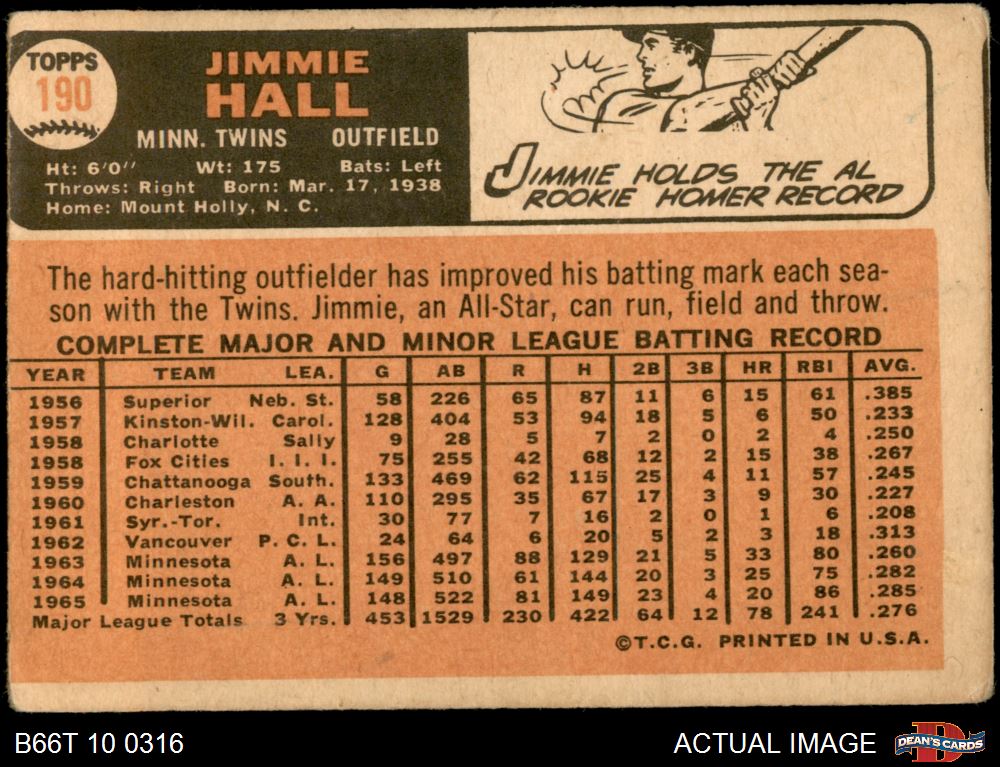 TOPPS
190
JIMMIE
HALL
MINN. TWINS OUTFIELD
Ht: 6'0'' Wt: 175 Bats: Left
Throws: Right Born: Mar. 17, 1938
Home: Mount Holly, N. C.
JIMMIE HOLDS THE AL
ROOKIE HOMER RECORD
The hard-hitting outfielder has improved his batting mark each sea-
son with the Twins. Jimmie, an All-Star, can run, field and throw.
COMPLETE MAJOR AND MINOR LEAGUE BATTING RECORD
YEAR TEAM LEA. G AB R H 2B 3B HR RBI AVG.
1956 Superior Neb. St. 58 226 65 87 11 6 15 61 .385
1957 Kinston-Wil. Carol. 128 404 53 94 18 5 6 50 .233
1958 Charlotte Sally 9 28 5 7 2 0 2 4 .250
1958 Fox Cities I. I. I. 75 255 42 68 12 2 15 38 .267
1959 Chattanooga South. 133 469 62 115 25 4 11 57 .245
1960 Charleston A. A. 110 295 35 67 17 3 9 30 .227
1961 Syr.-Tor. Int. 30 77 7 16 2 0 1 6 .208
1962 Vancouver P. C. L. 24 64 6 20 5 2 3 18 .313
1963 Minnesota A. L. 156 497 88 129 21 5 33 80 .260
1964 Minnesota A. L. 149 510 61 144 20 3 25 75 .282
1965 Minnesota A. L. 148 522 81 149 23 4 20 86 .285
Major League Totals 3 Yrs. 453 1529 230 422 64 12 78 241 .276
©T.C.G. PRINTED IN U.S.A.
B66T 10 0316
ACTUAL IMAGE
DEAN'S CARDS